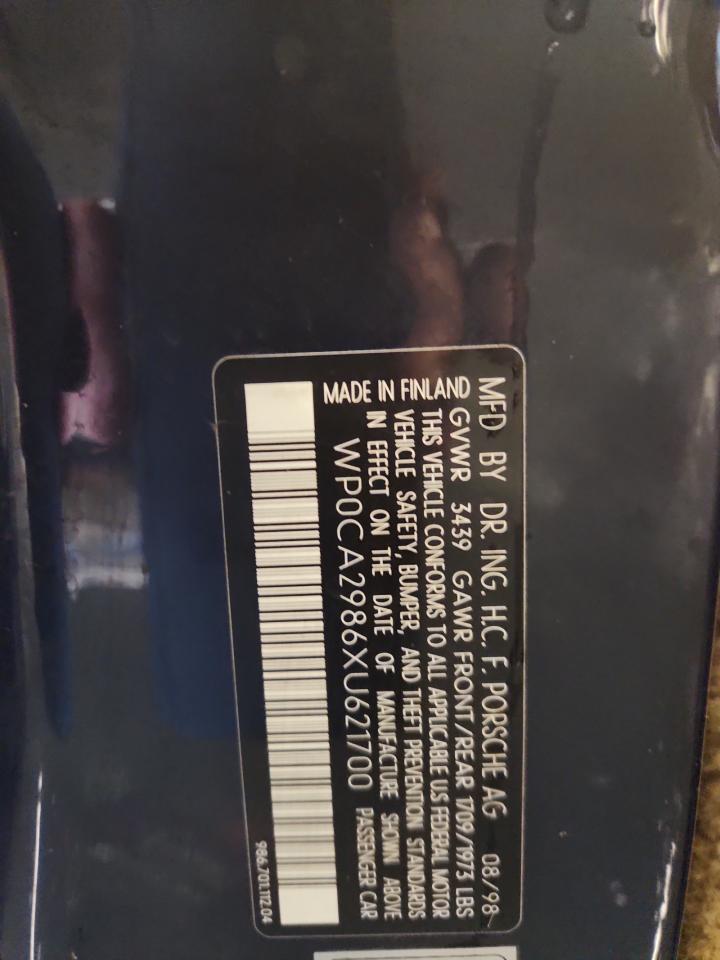 MFD BY DR. ING. H.C. F. PORSCHE AG 08/98
GVWR 3439 GAWR FRONT/REAR 1709/1973 LBS
THIS VEHICLE CONFORMS TO ALL APPLICABLE US FEDERAL MOTOR
VEHICLE SAFETY, BUMPER, AND THEFT PREVENTION STANDARDS
IN EFFECT ON THE DATE OF MANUFACTURE SHOWN ABOVE
MADE IN FINLAND
WP0CA2986XU621700 PASSENGER CAR
986.701.112.04